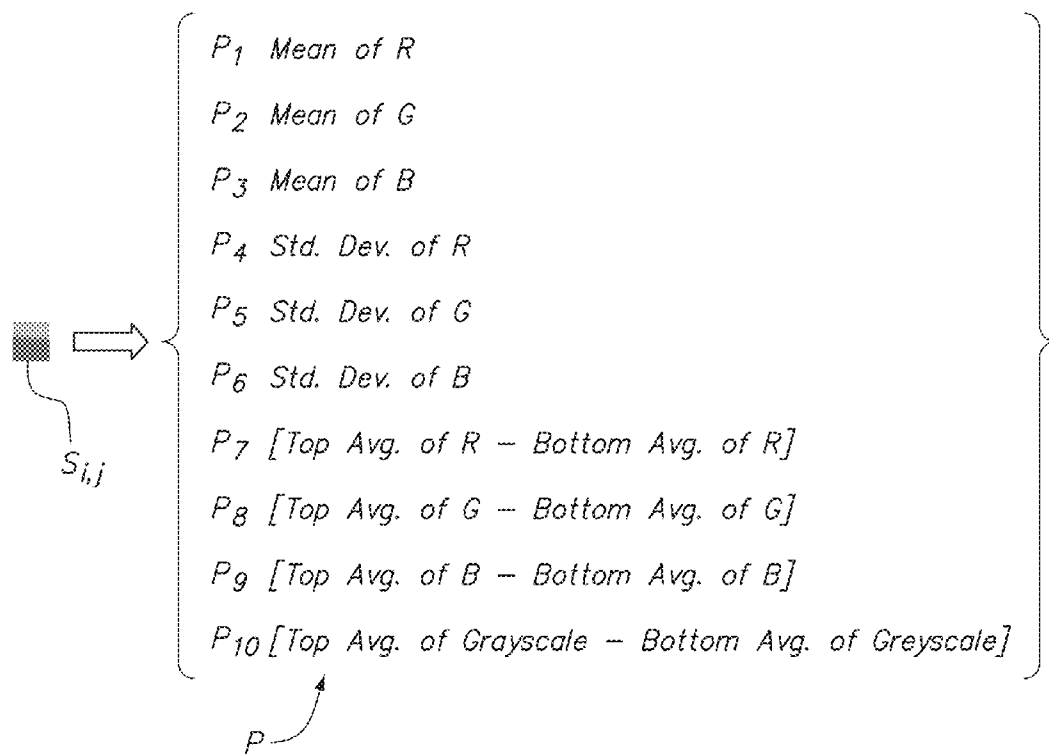 P1 Mean of R
P2 Mean of G
P3 Mean of B
P4 Std. Dev. of R
P5 Std. Dev. of G
P6 Std. Dev. of B
P7 [Top Avg. of R – Bottom Avg. of R]
P8 [Top Avg. of G – Bottom Avg. of G]
P9 [Top Avg. of B – Bottom Avg. of B]
P10 [Top Avg. of Grayscale – Bottom Avg. of Greyscale]
Si,j
P